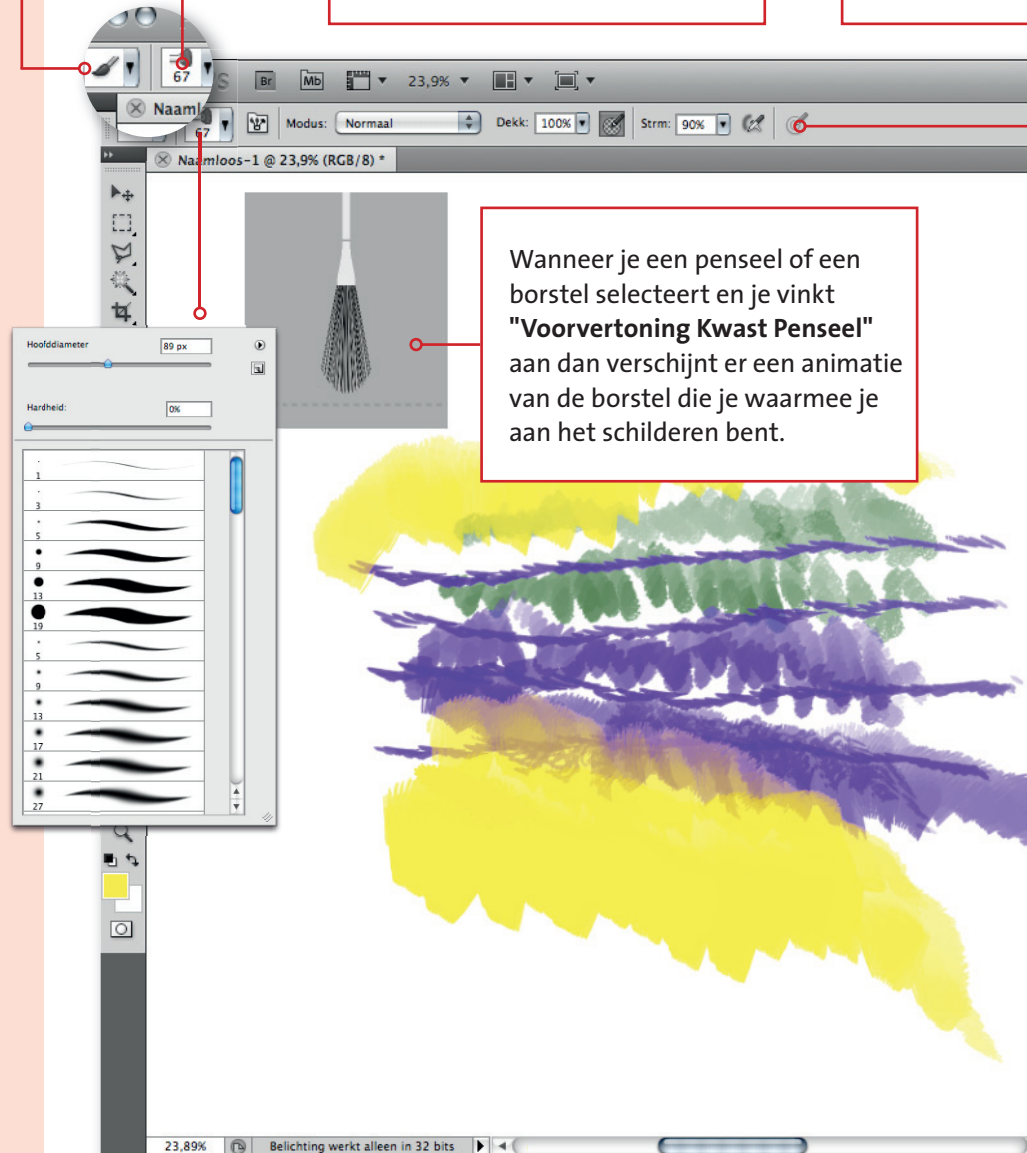 67
Naaml
S Br Mb 23,9%
67 Modus: Normaal Dekk: 100% Strm: 90%
Naamloos-1 @ 23,9% (RGB/8) *
Wanneer je een penseel of een
borstel selecteert en je vinkt
"Voorvertoning Kwast Penseel"
aan dan verschijnt er een animatie
van de borstel die je waarmee je
aan het schilderen bent.
Hoofddiameter 89 px
Hardheid: 0%
1
3
5
9
13
19
5
9
13
17
21
27
23,89% Belichting werkt alleen in 32 bits